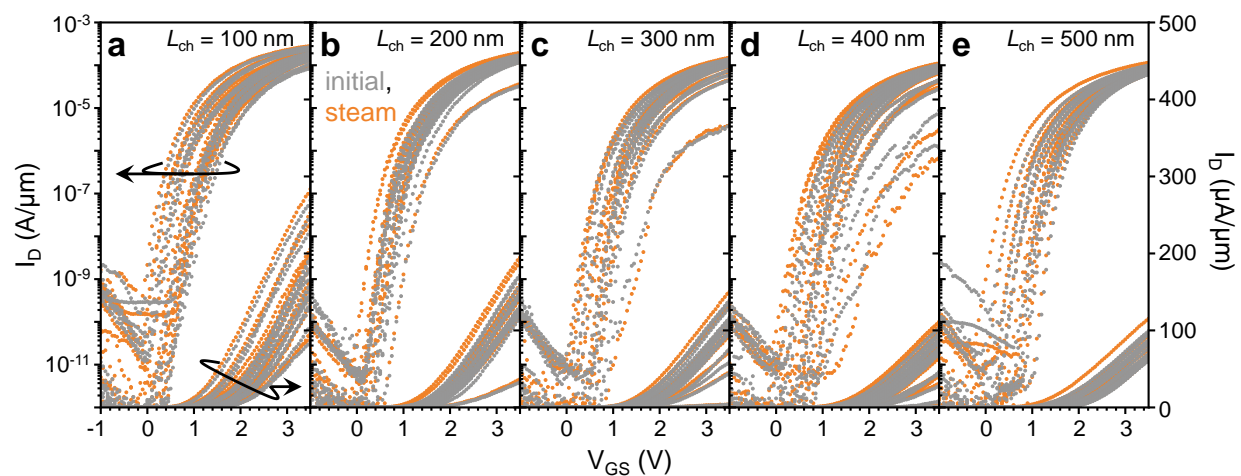 a L_ch = 100 nm
b L_ch = 200 nm
c L_ch = 300 nm
d L_ch = 400 nm
e L_ch = 500 nm
initial,
steam
I_D (A/μm)
10⁻³
10⁻⁵
10⁻⁷
10⁻⁹
10⁻¹¹
500
400
300
200
100
0
I_D (μA/μm)
-1 0 1 2 3 0 1 2 3 0 1 2 3 0 1 2 3 0 1 2 3
V_GS (V)